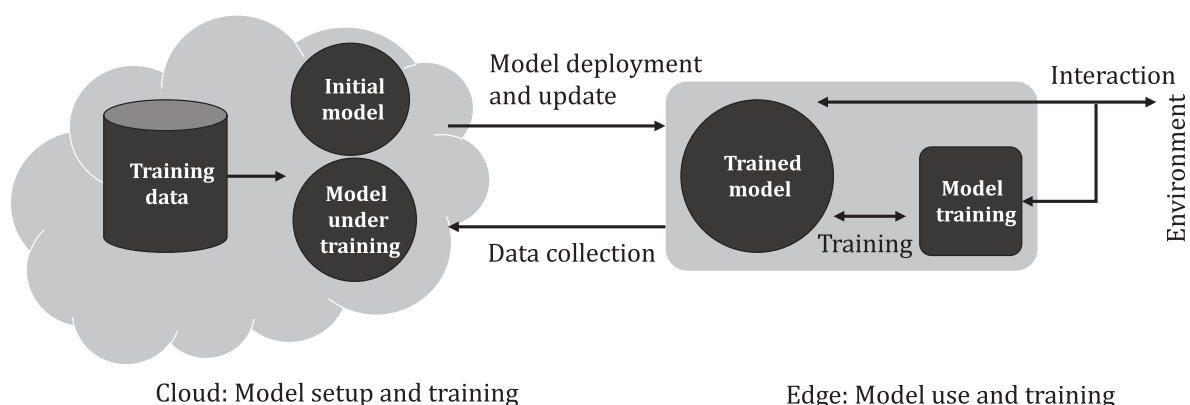 Initial
model
Training
data
Model
under
training
Model deployment
and update
Data collection
Trained
model
Training
Model
training
Interaction
Environment
Cloud: Model setup and training
Edge: Model use and training